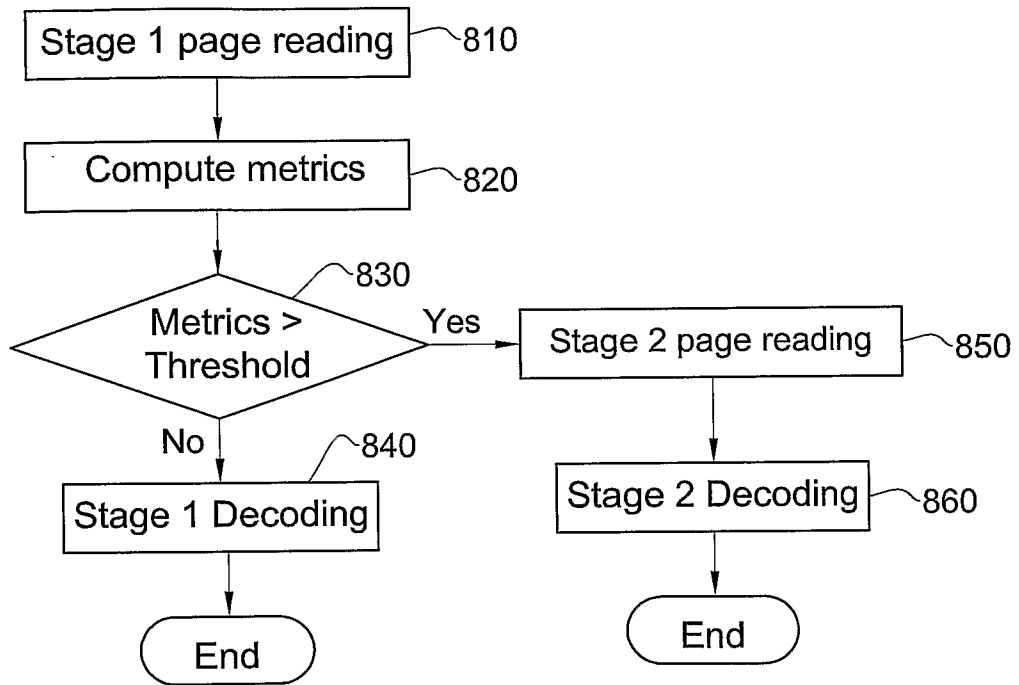 Stage 1 page reading
810
Compute metrics
820
830
Metrics >
Threshold
Yes
Stage 2 page reading
850
No
840
Stage 1 Decoding
Stage 2 Decoding
860
End
End